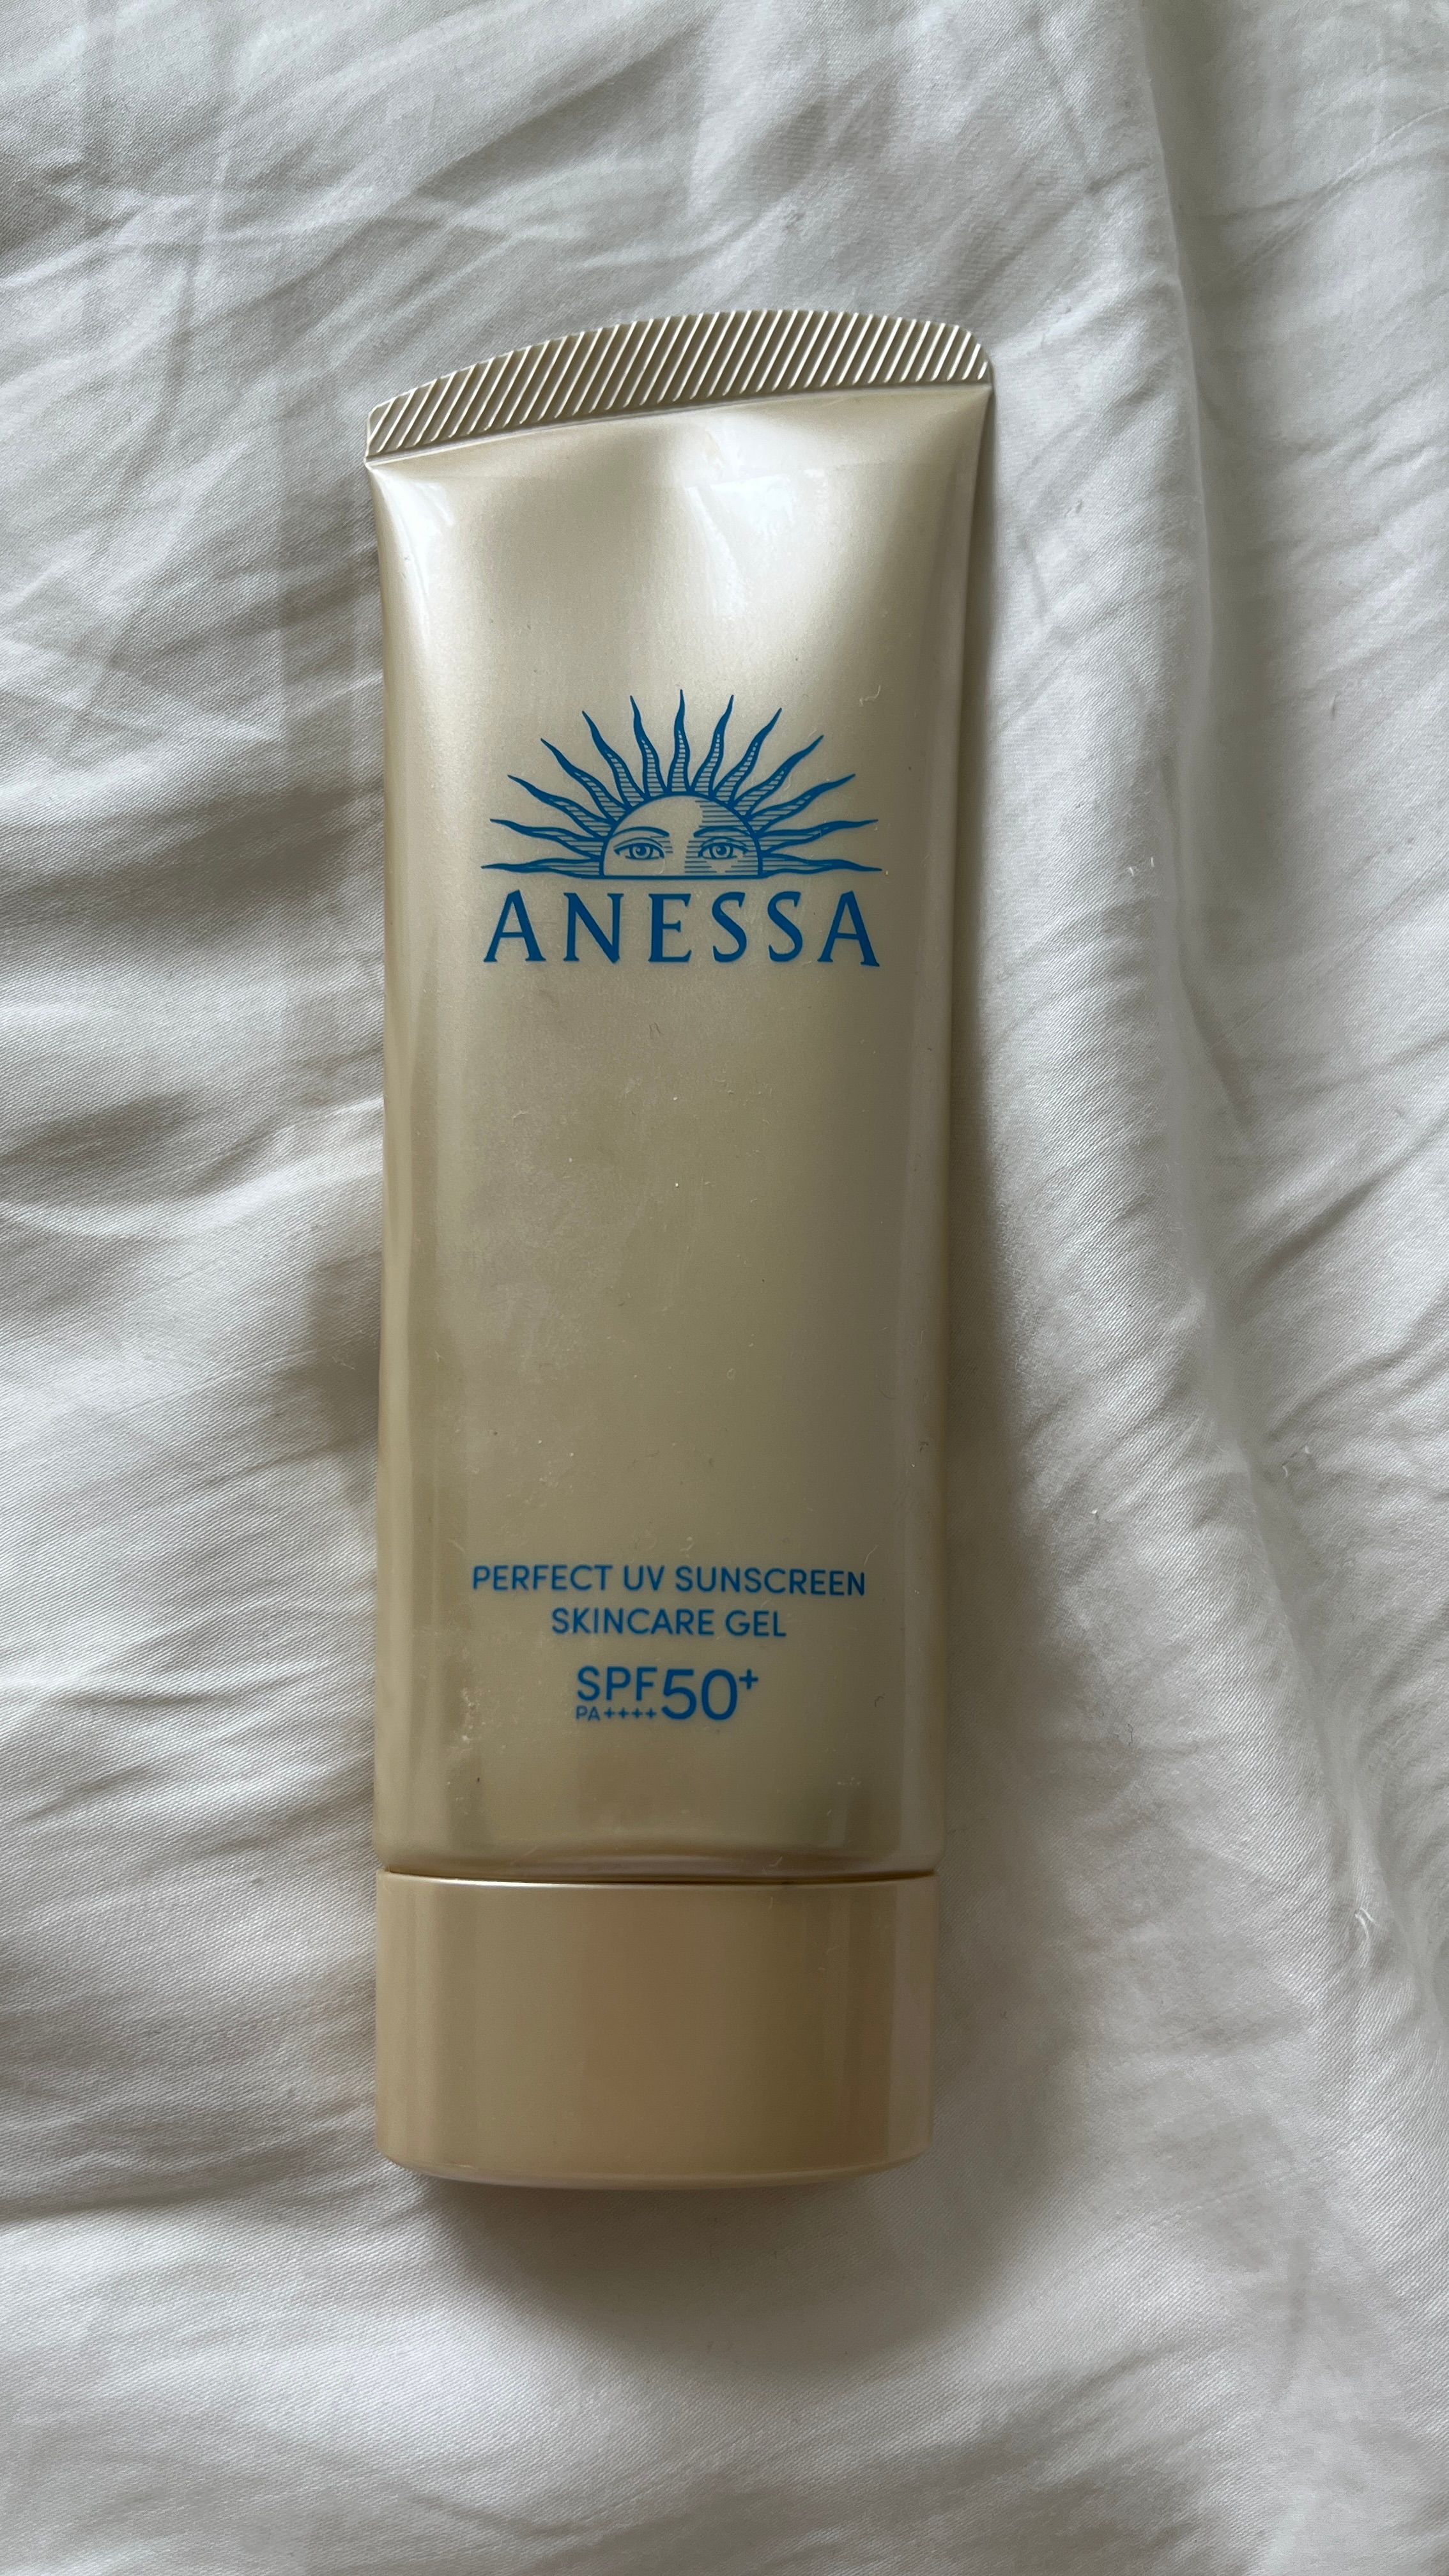 ANESSA
PERFECT UV SUNSCREEN
SKINCARE GEL
SPF50+
PA++++